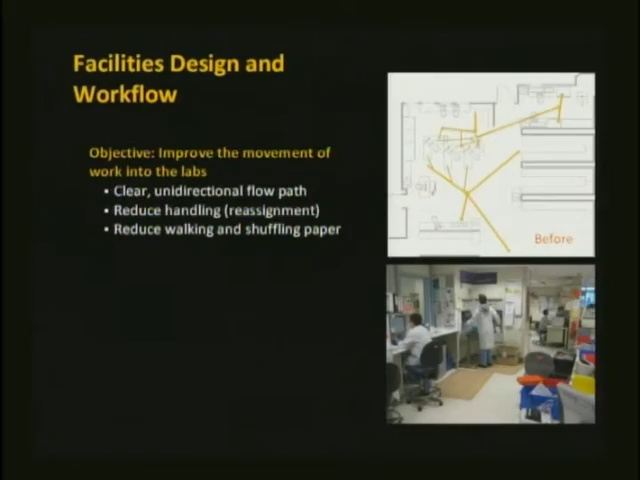 Facilities Design and
Workflow
Objective: Improve the movement of
work into the labs
▪ Clear, unidirectional flow path
▪ Reduce handling (reassignment)
▪ Reduce walking and shuffling paper
Before